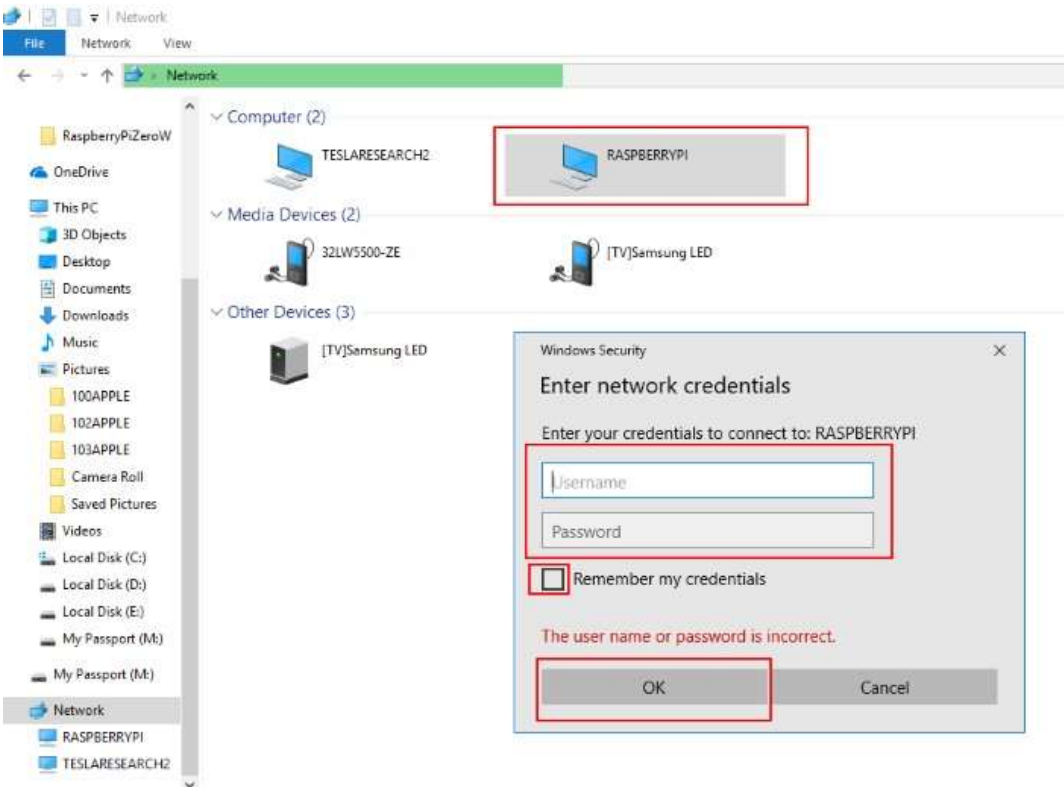 Network
File Network View
Network
RaspberryPiZeroW
OneDrive
This PC
3D Objects
Desktop
Documents
Downloads
Music
Pictures
100APPLE
102APPLE
103APPLE
Camera Roll
Saved Pictures
Videos
Local Disk (C:)
Local Disk (D:)
Local Disk (E:)
My Passport (M:)
My Passport (M:)
Network
RASPBERRYPI
TESLARESEARCH2
Computer (2)
TESLARESEARCH2 RASPBERRYPI
Media Devices (2)
32LW5500-ZE [TV]Samsung LED
Other Devices (3)
[TV]Samsung LED
Windows Security
Enter network credentials
Enter your credentials to connect to: RASPBERRYPI
Username
Password
Remember my credentials
The user name or password is incorrect.
OK Cancel